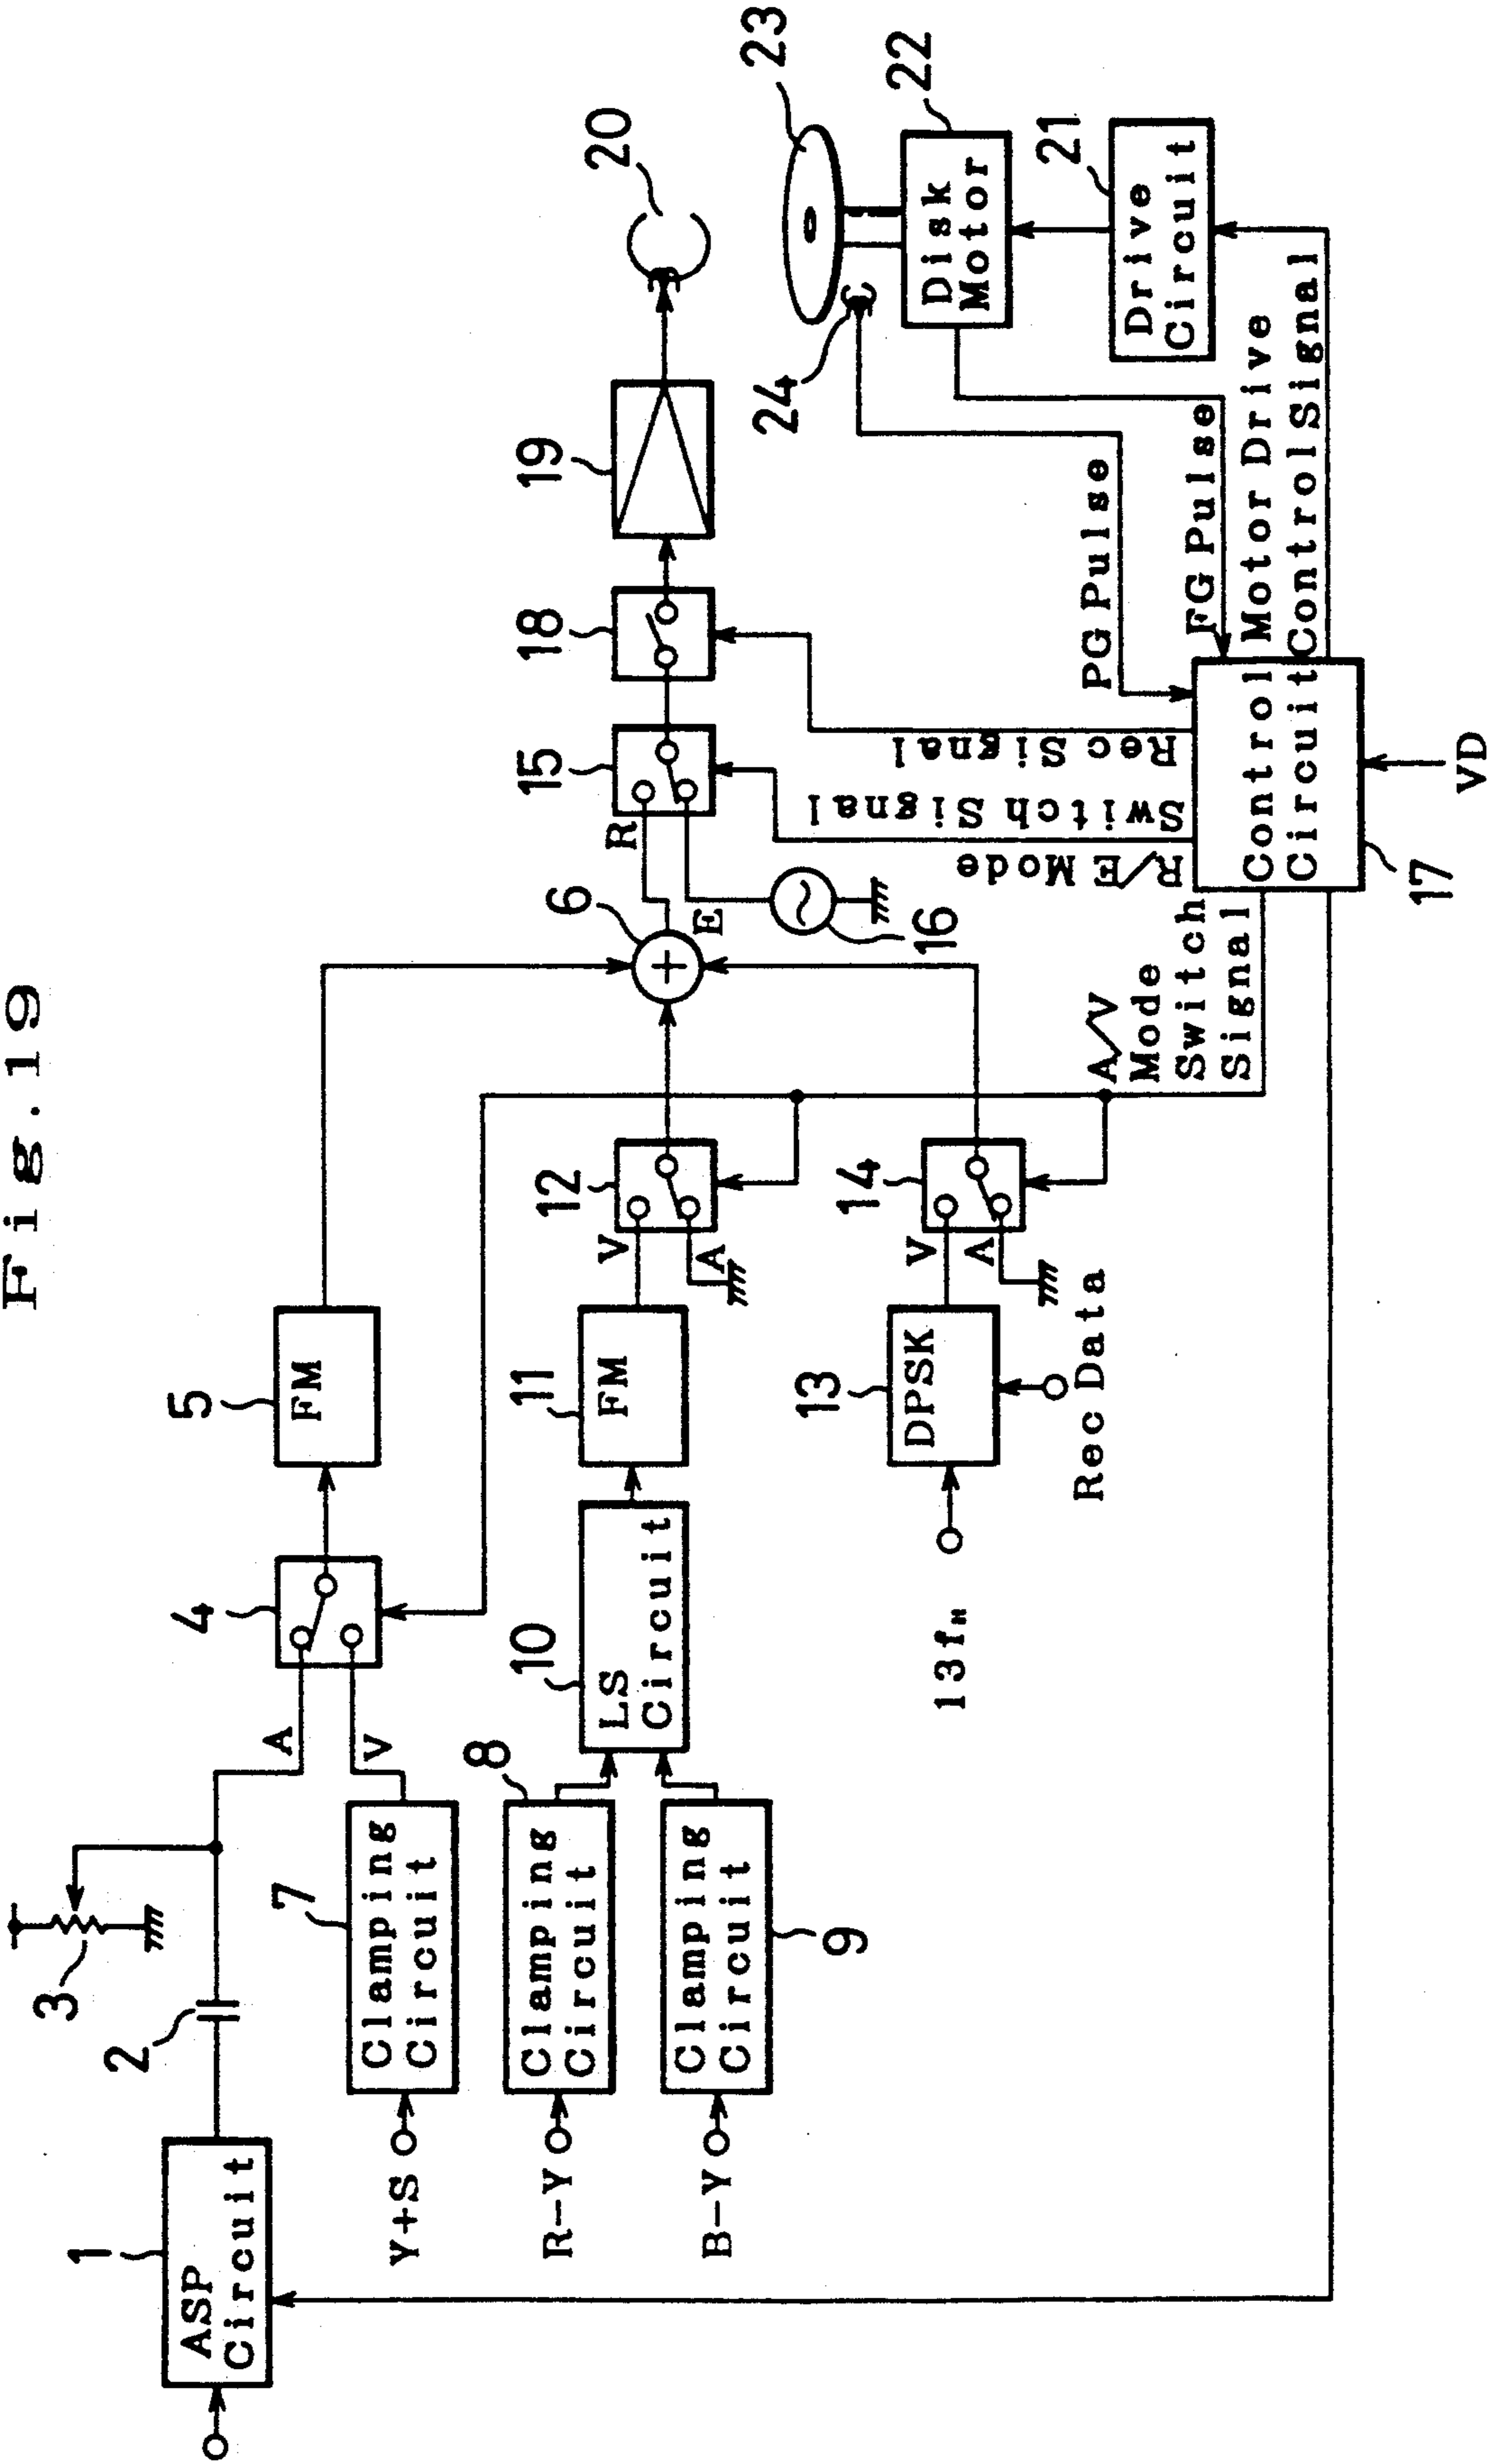 Fig. 19
1
ASP
Circuit
2
3
A
V
4
5
FM
Y+S
7
Clamping
Circuit
R-Y
8
Clamping
Circuit
B-Y
9
Clamping
Circuit
10
LS
Circuit
11
FM
V
A
12
13fH
13
DPSK
Rec Data
V
A
14
6
R
E
15
16
18
19
20
A/V
Mode
Switch
Signal
R/E Mode
Switch Signal
Rec Signal
PG Pulse
FG Pulse
Motor Drive
Control Signal
Control
Circuit
17
VD
21
Drive
Circuit
22
Disk
Motor
23
24